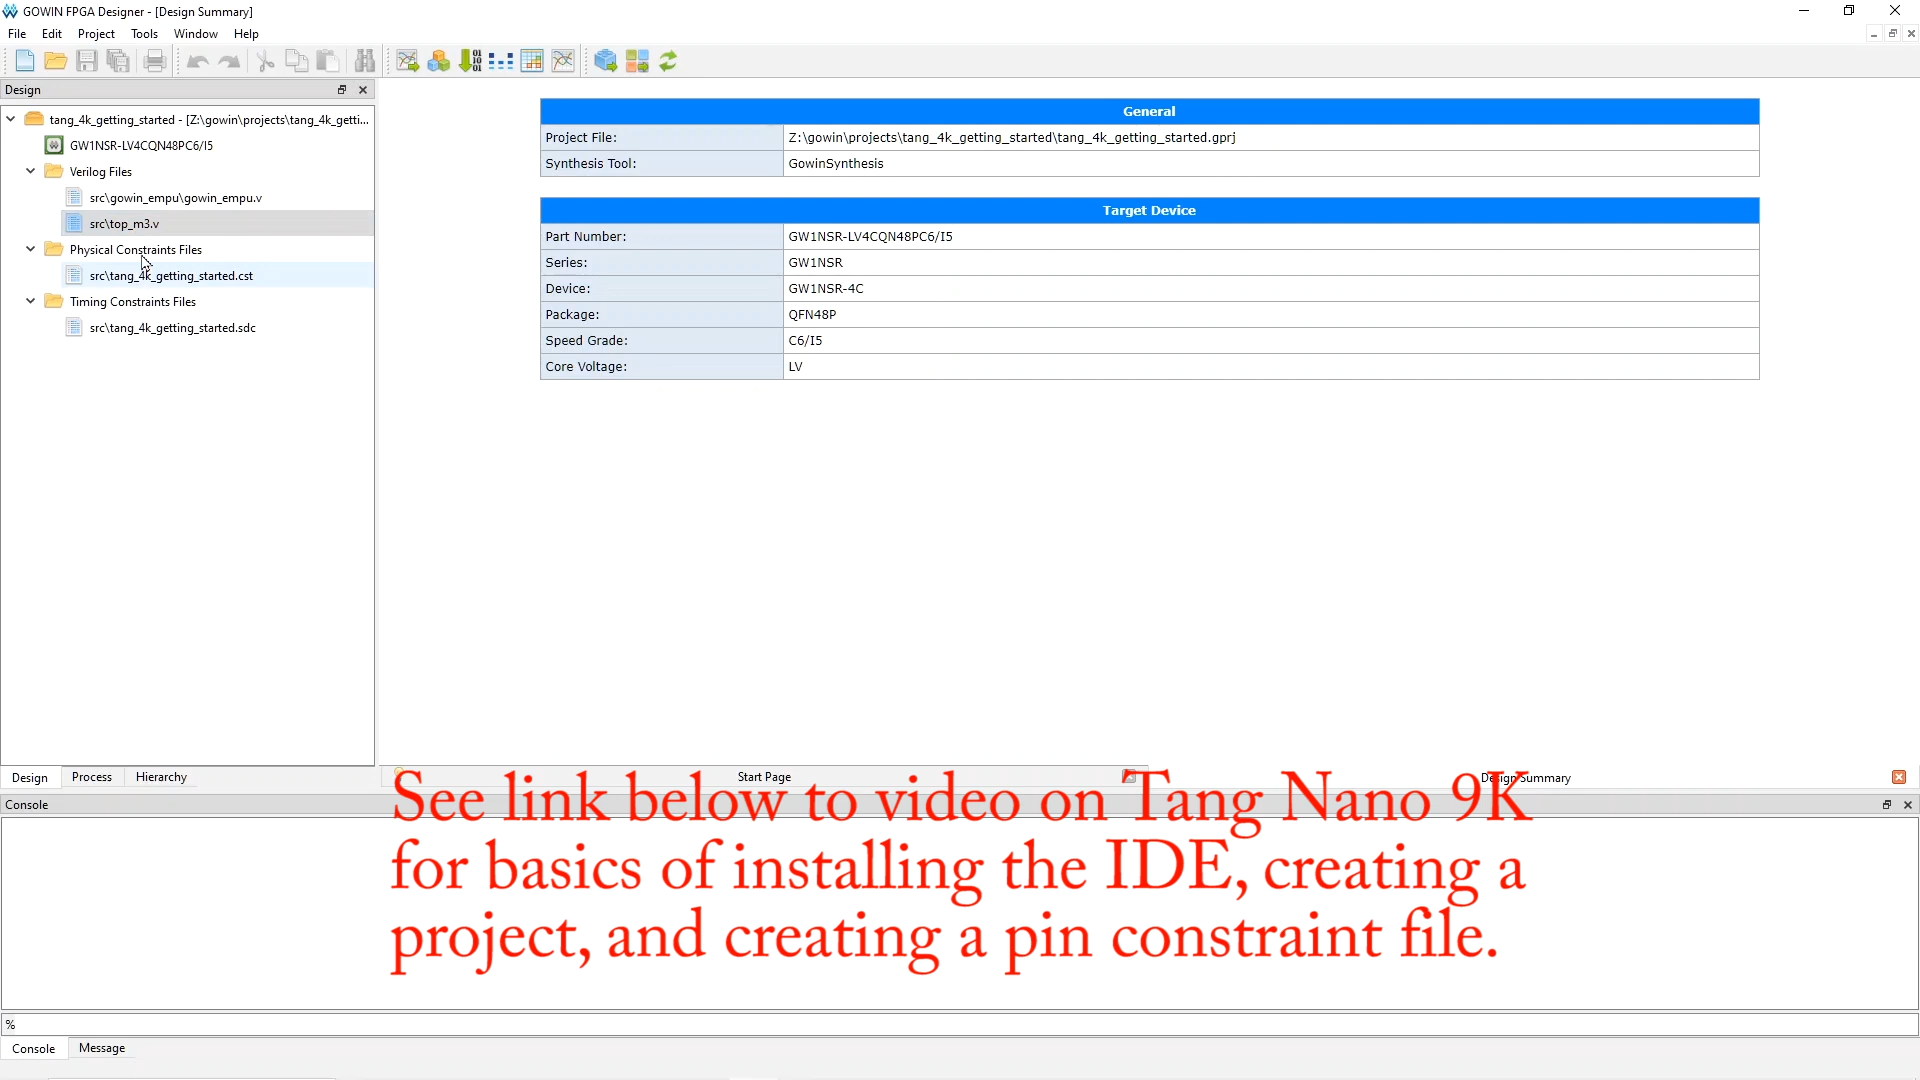 GOWIN FPGA Designer - [Design Summary]
File Edit Project Tools Window Help
Design
tang_4k_getting_started - [Z:\gowin\projects\tang_4k_getti...
GW1NSR-LV4CQN48PC6/I5
Verilog Files
src\gowin_empu\gowin_empu.v
src\top_m3.v
Physical Constraints Files
src\tang_4k_getting_started.cst
Timing Constraints Files
src\tang_4k_getting_started.sdc
General
Project File: Z:\gowin\projects\tang_4k_getting_started\tang_4k_getting_started.gprj
Synthesis Tool: GowinSynthesis
Target Device
Part Number: GW1NSR-LV4CQN48PC6/I5
Series: GW1NSR
Device: GW1NSR-4C
Package: QFN48P
Speed Grade: C6/I5
Core Voltage: LV
Design Process Hierarchy
Start Page Design Summary
Console
See link below to video on Tang Nano 9K
for basics of installing the IDE, creating a
project, and creating a pin constraint file.
%
Console Message